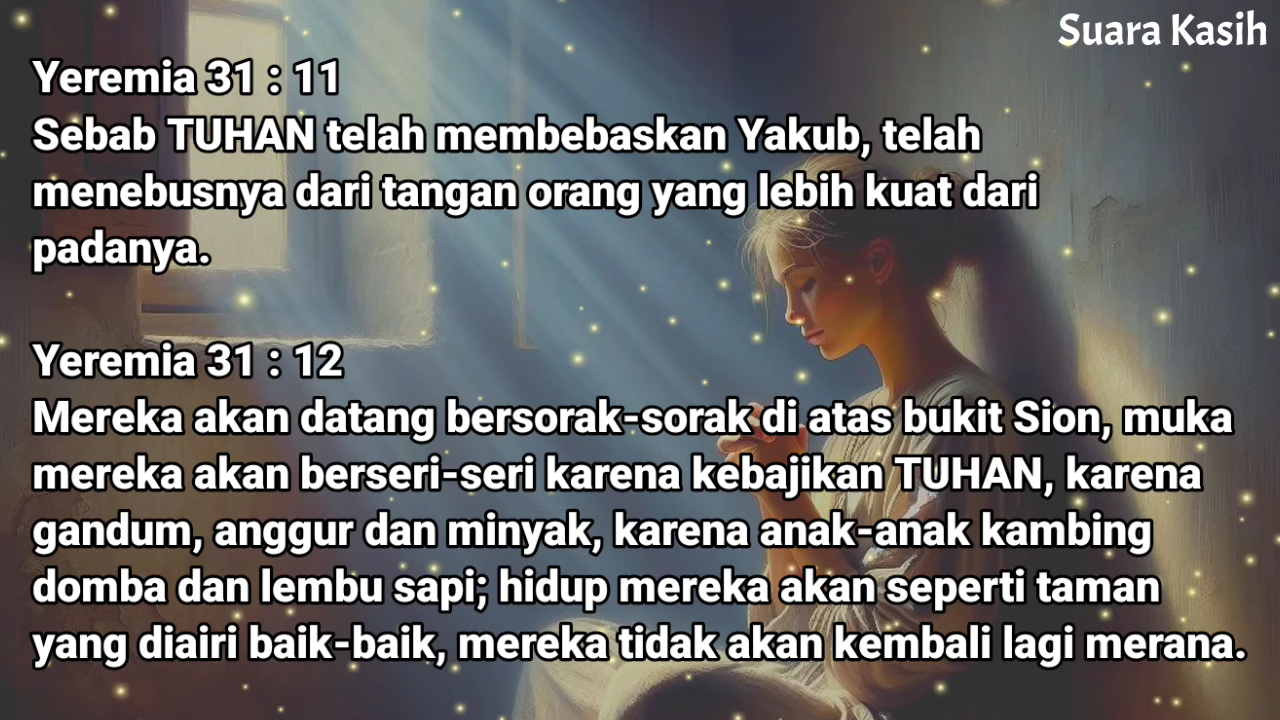 Suara Kasih
Yeremia 31 : 11
Sebab TUHAN telah membebaskan Yakub, telah
menebusnya dari tangan orang yang lebih kuat dari
padanya.
Yeremia 31 : 12
Mereka akan datang bersorak-sorak di atas bukit Sion, muka
mereka akan berseri-seri karena kebajikan TUHAN, karena
gandum, anggur dan minyak, karena anak-anak kambing
domba dan lembu sapi; hidup mereka akan seperti taman
yang diairi baik-baik, mereka tidak akan kembali lagi merana.